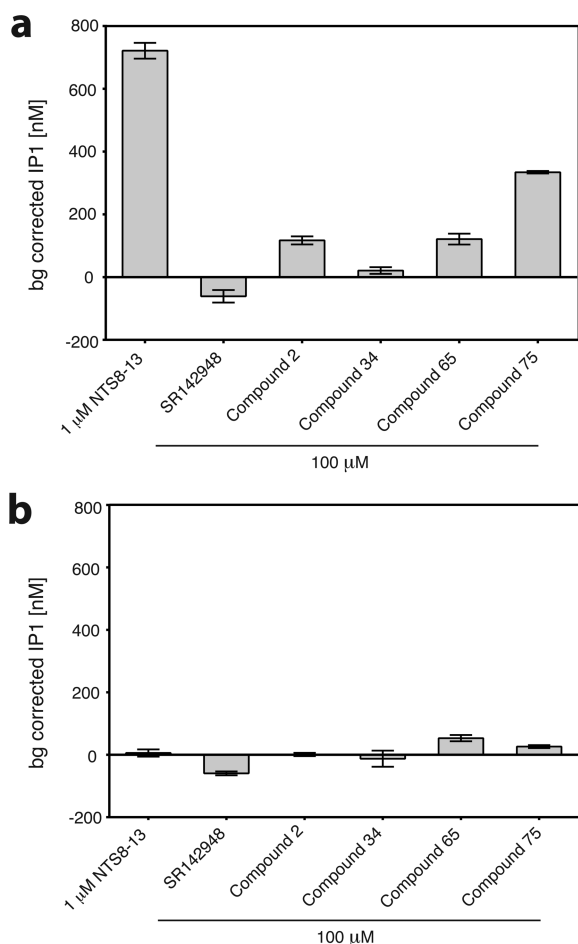 a
bg corrected IP1 [nM]
800
600
400
200
0
-200
1 μM NTS8-13
SR142948
Compound 2
Compound 34
Compound 65
Compound 75
100 μM
b
bg corrected IP1 [nM]
800
600
400
200
0
-200
1 μM NTS8-13
SR142948
Compound 2
Compound 34
Compound 65
Compound 75
100 μM